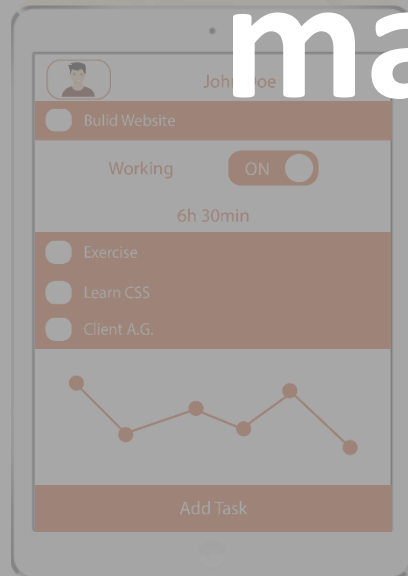 ma
John Doe
Bulid Website
Working ON
6h 30min
Exercise
Learn CSS
Client A.G.
Add Task